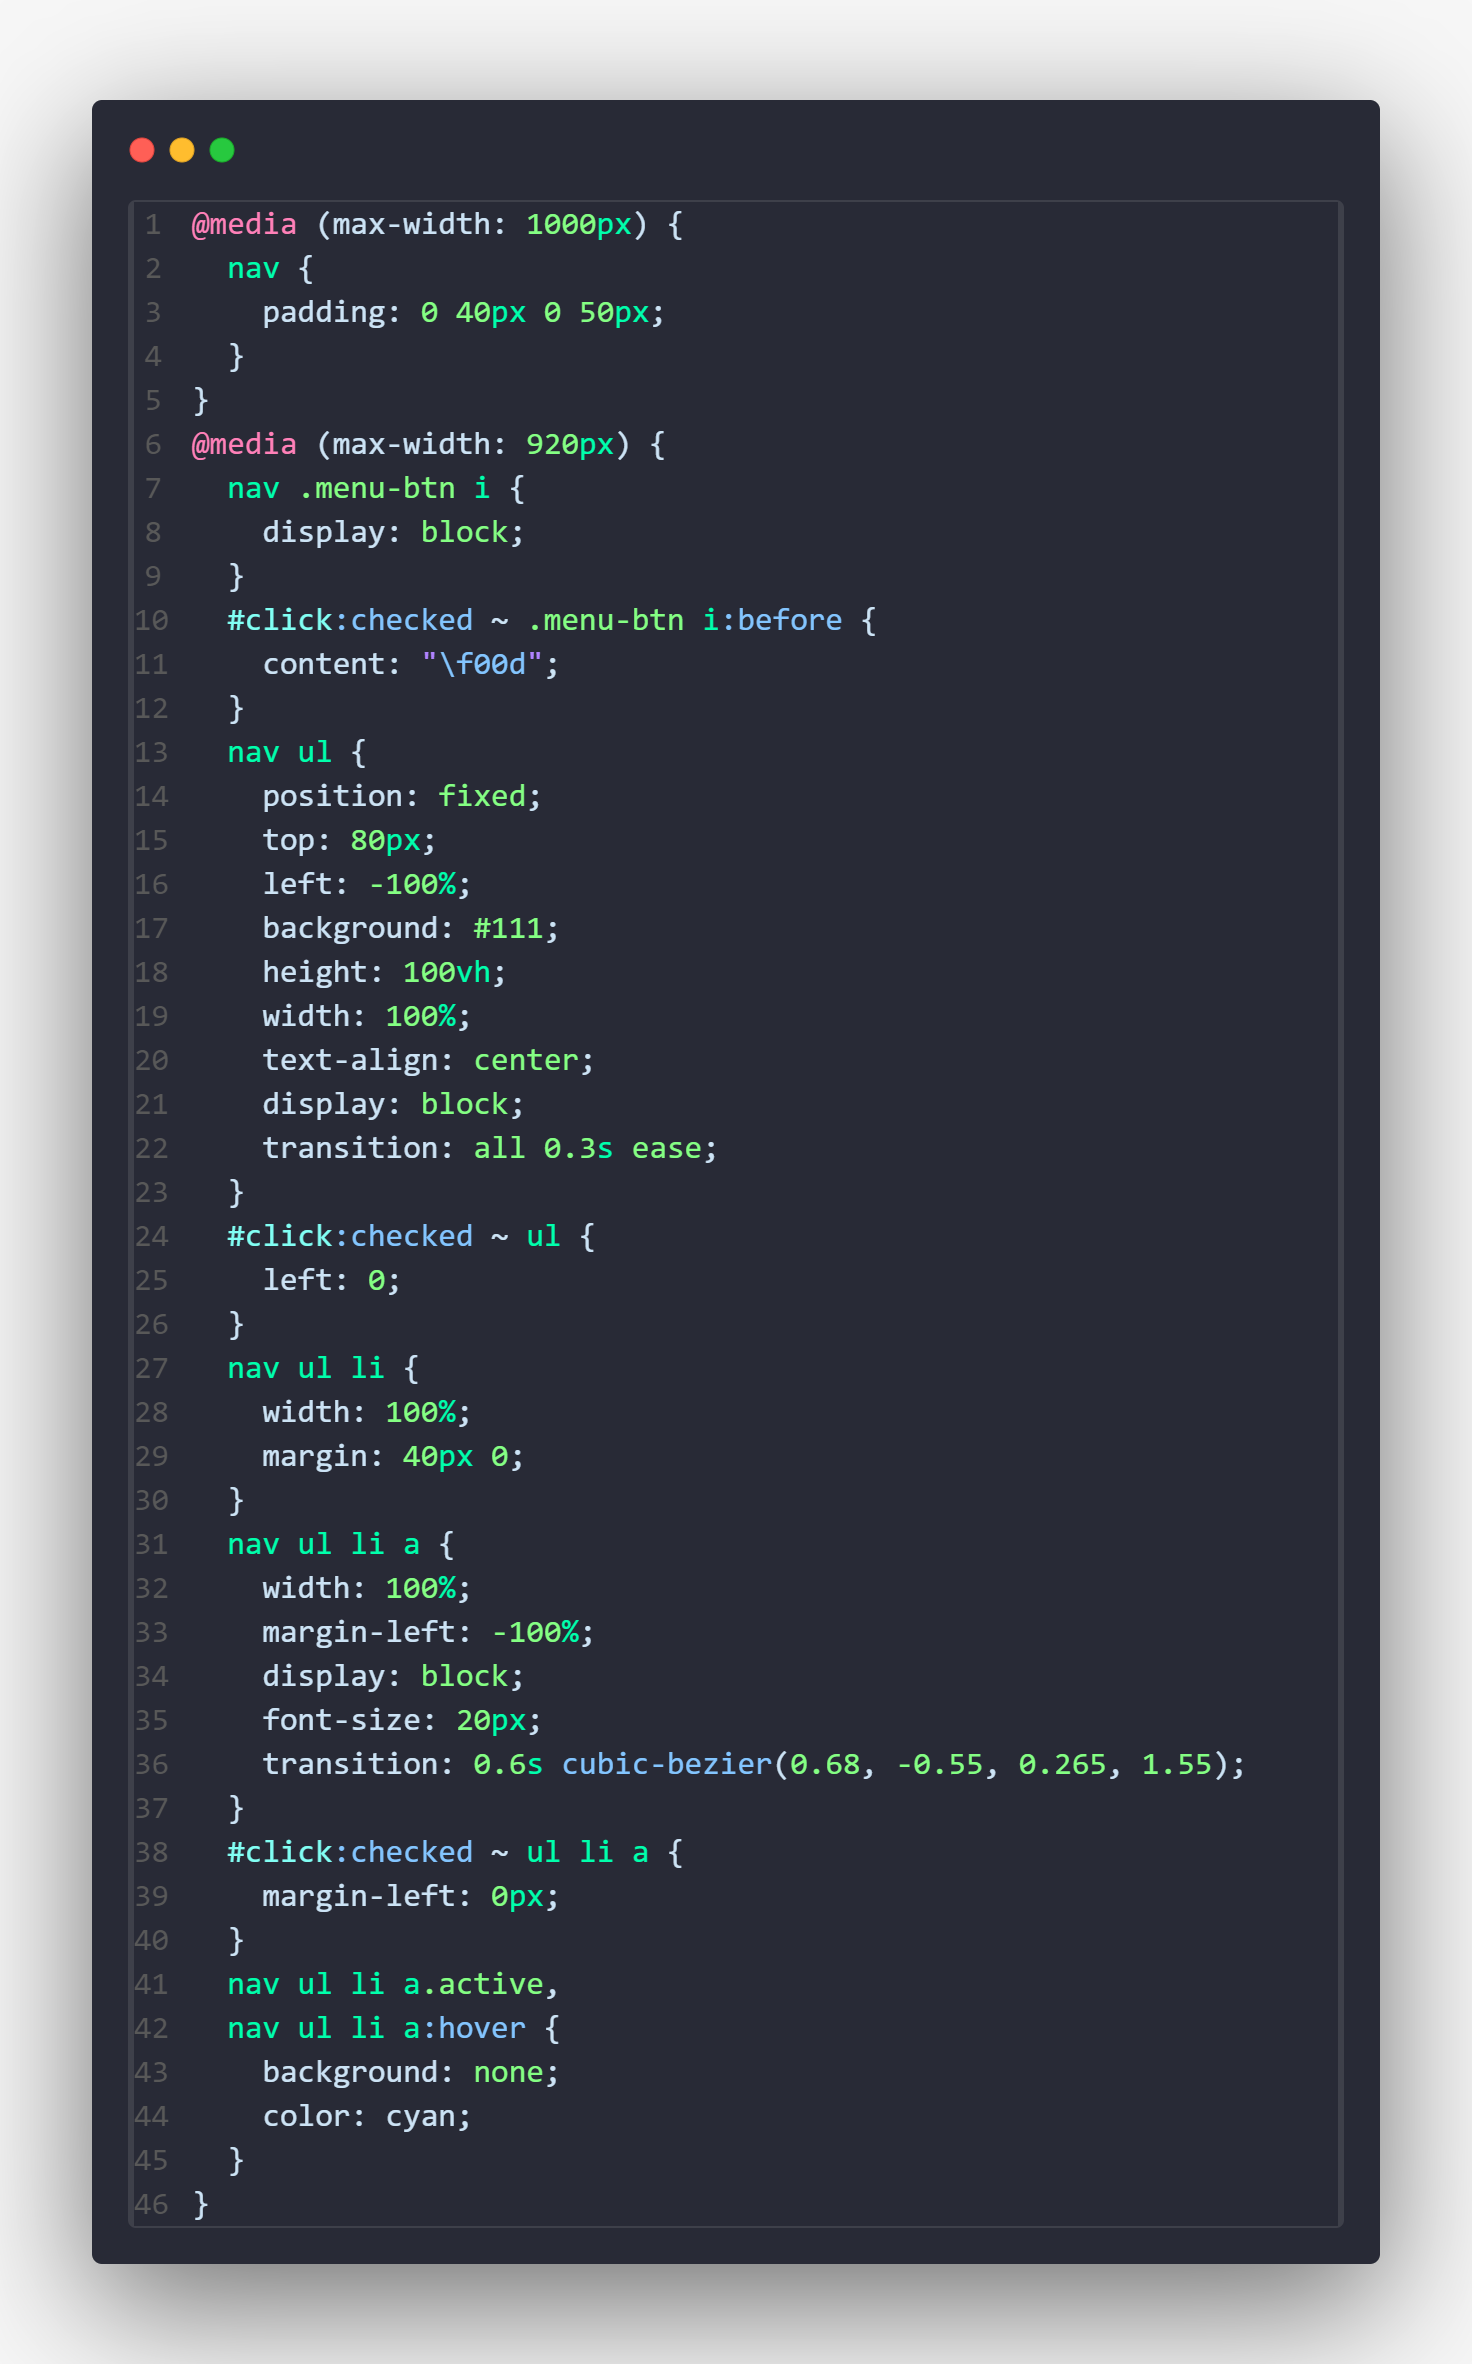 1 @media (max-width: 1000px) {
2   nav {
3     padding: 0 40px 0 50px;
4   }
5 }
6 @media (max-width: 920px) {
7   nav .menu-btn i {
8     display: block;
9   }
10   #click:checked ~ .menu-btn i:before {
11     content: "\f00d";
12   }
13   nav ul {
14     position: fixed;
15     top: 80px;
16     left: -100%;
17     background: #111;
18     height: 100vh;
19     width: 100%;
20     text-align: center;
21     display: block;
22     transition: all 0.3s ease;
23   }
24   #click:checked ~ ul {
25     left: 0;
26   }
27   nav ul li {
28     width: 100%;
29     margin: 40px 0;
30   }
31   nav ul li a {
32     width: 100%;
33     margin-left: -100%;
34     display: block;
35     font-size: 20px;
36     transition: 0.6s cubic-bezier(0.68, -0.55, 0.265, 1.55);
37   }
38   #click:checked ~ ul li a {
39     margin-left: 0px;
40   }
41   nav ul li a.active,
42   nav ul li a:hover {
43     background: none;
44     color: cyan;
45   }
46 }